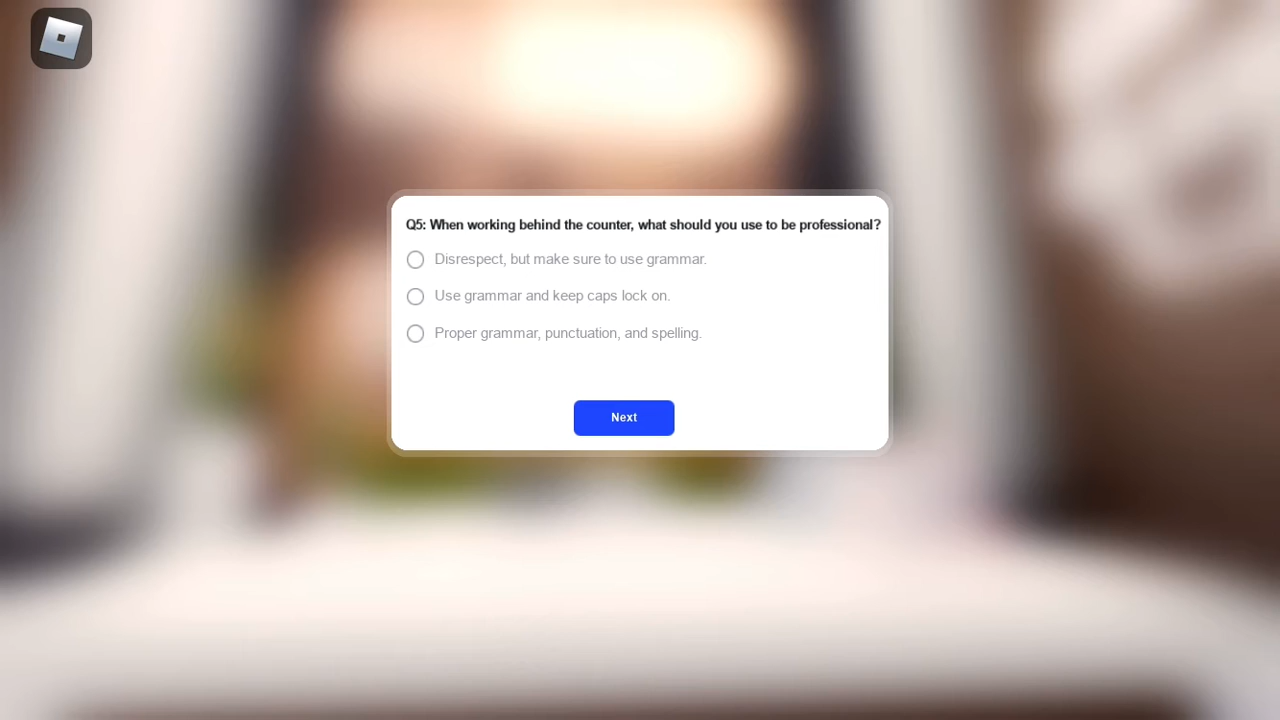 Q5: When working behind the counter, what should you use to be professional?
Disrespect, but make sure to use grammar.
Use grammar and keep caps lock on.
Proper grammar, punctuation, and spelling.
Next